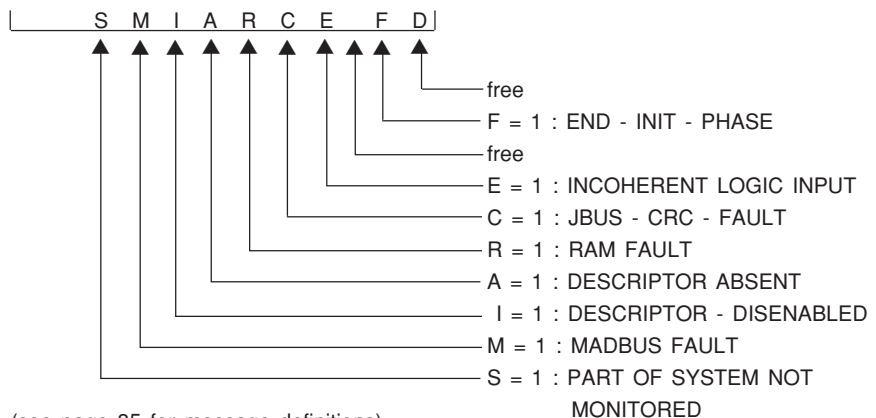 S M I A R C E F D
free
F = 1 : END - INIT - PHASE
free
E = 1 : INCOHERENT LOGIC INPUT
C = 1 : JBUS - CRC - FAULT
R = 1 : RAM FAULT
A = 1 : DESCRIPTOR ABSENT
I = 1 : DESCRIPTOR - DISENABLED
M = 1 : MADBUS FAULT
S = 1 : PART OF SYSTEM NOT
MONITORED